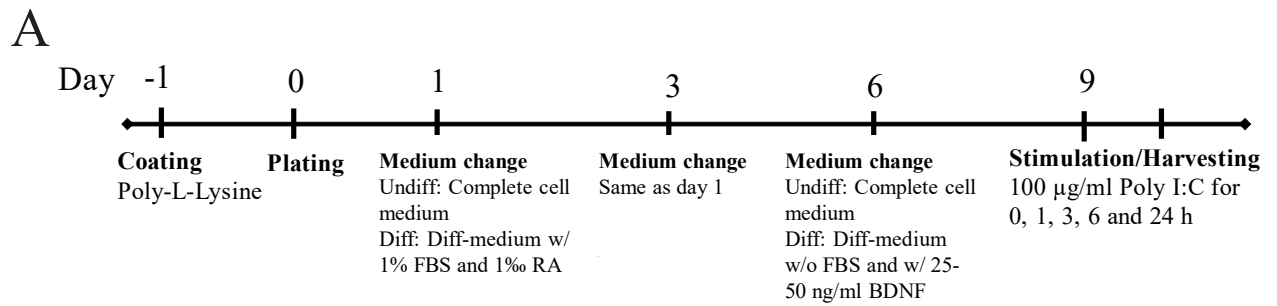 A
Day -1 0 1 3 6 9
Coating
Poly-L-Lysine
Plating
Medium change
Undiff: Complete cell
medium
Diff: Diff-medium w/
1% FBS and 1‰ RA
Medium change
Same as day 1
Medium change
Undiff: Complete cell
medium
Diff: Diff-medium
w/o FBS and w/ 25-
50 ng/ml BDNF
Stimulation/Harvesting
100 µg/ml Poly I:C for
0, 1, 3, 6 and 24 h